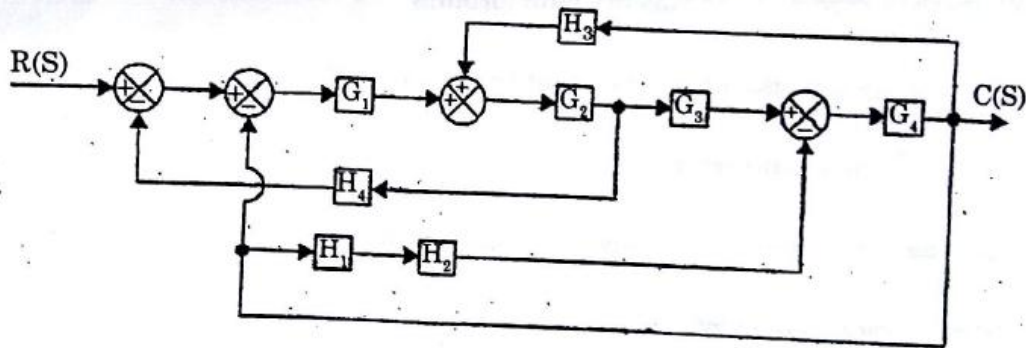 H₃
R(S)
+
−
+
−
G₁
+
+
G₂
G₃
+
−
G₄
C(S)
H₄
H₁
H₂